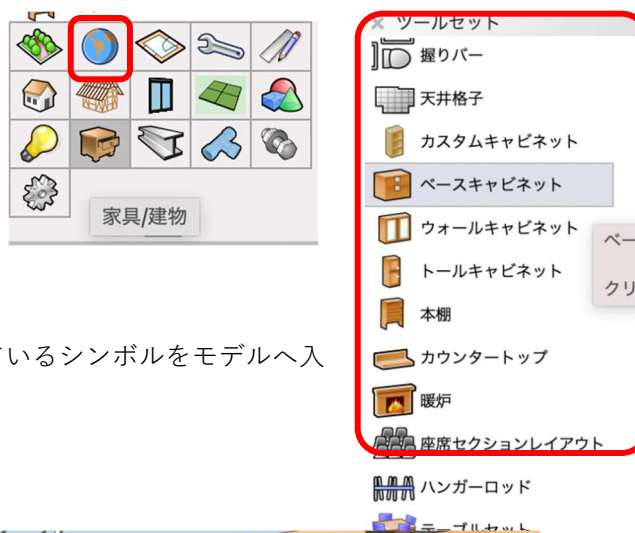 家具/建物
ツールセット
握りバー
天井格子
カスタムキャビネット
ベースキャビネット
ウォールキャビネット
ベー
トールキャビネット
クリ
本棚
カウンタートップ
暖炉
座席セクションレイアウト
ハンガーロッド
テーブルセット
いるシンボルをモデルへ入